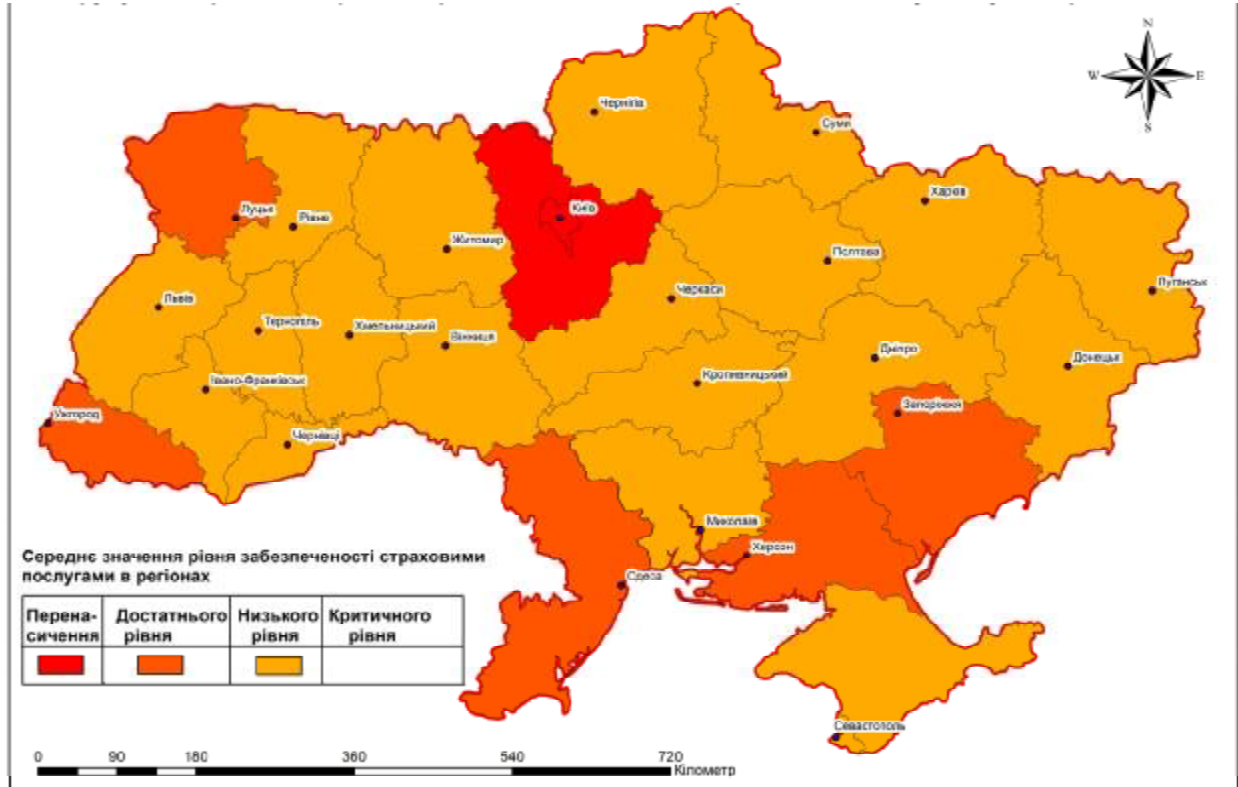 N
W E
S
Чернігів
Суми
Луцьк
Рівне
Київ
Харків
Житомир
Полтава
Львів
Тернопіль
Хмельницький
Вінниця
Черкаси
Луганськ
Івано-Франківськ
Дніпро
Донецьк
Кропивницький
Ужгород
Чернівці
Запоріжжя
Миколаїв
Херсон
Одеса
Севастополь
Середнє значення рівня забезпеченості страховими
послугами в регіонах
Перена- Достатнього Низького Критичного
сичення рівня рівня рівня
0 90 180 360 540 720
Кілометр